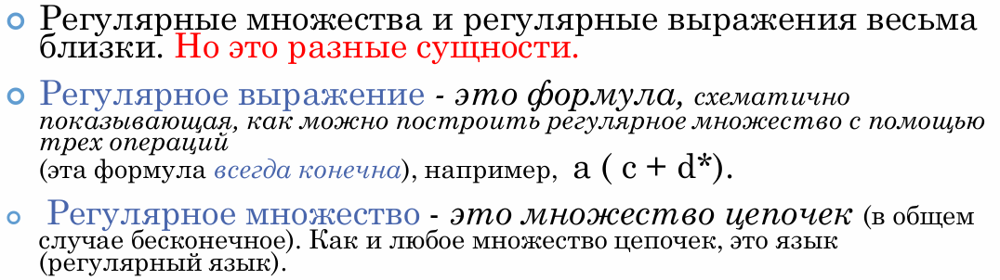 Регулярные множества и регулярные выражения весьма
близки. Но это разные сущности.
Регулярное выражение - это формула, схематично
показывающая, как можно построить регулярное множество с помощью
трех операций
(эта формула всегда конечна), например, a ( c + d*).
Регулярное множество - это множество цепочек (в общем
случае бесконечное). Как и любое множество цепочек, это язык
(регулярный язык).